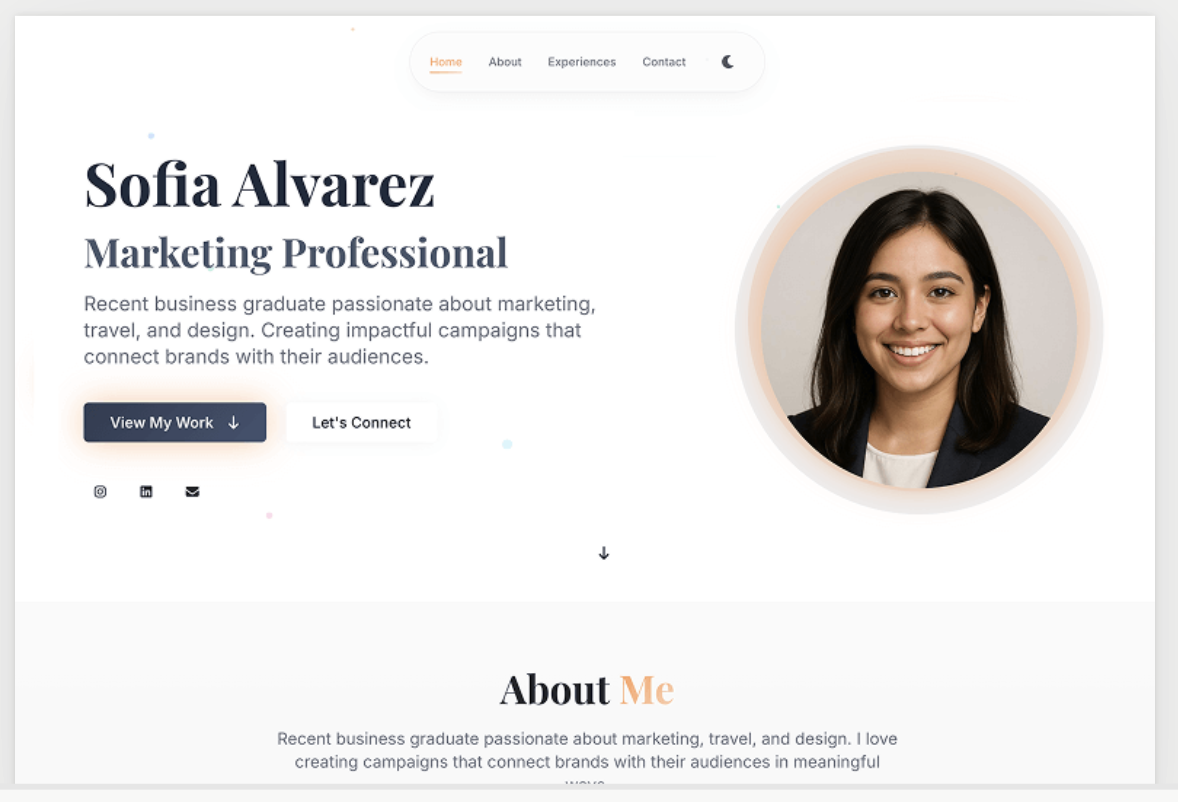 Home About Experiences Contact
Sofia Alvarez
Marketing Professional
Recent business graduate passionate about marketing,
travel, and design. Creating impactful campaigns that
connect brands with their audiences.
View My Work ↓ Let's Connect
↓
About Me
Recent business graduate passionate about marketing, travel, and design. I love
creating campaigns that connect brands with their audiences in meaningful